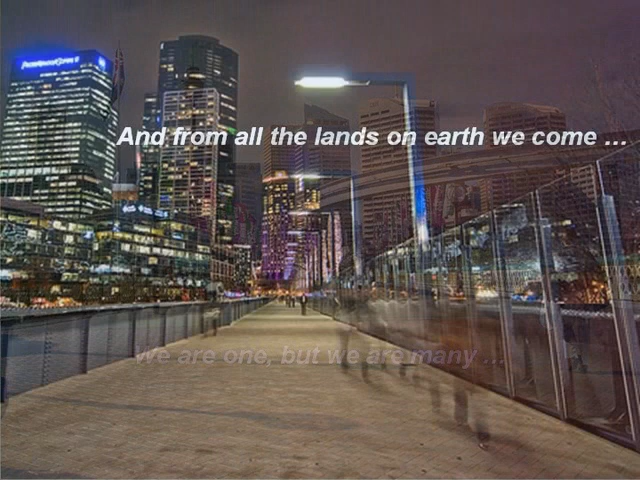 And from all the lands on earth we come ...
we are one, but we are many ...